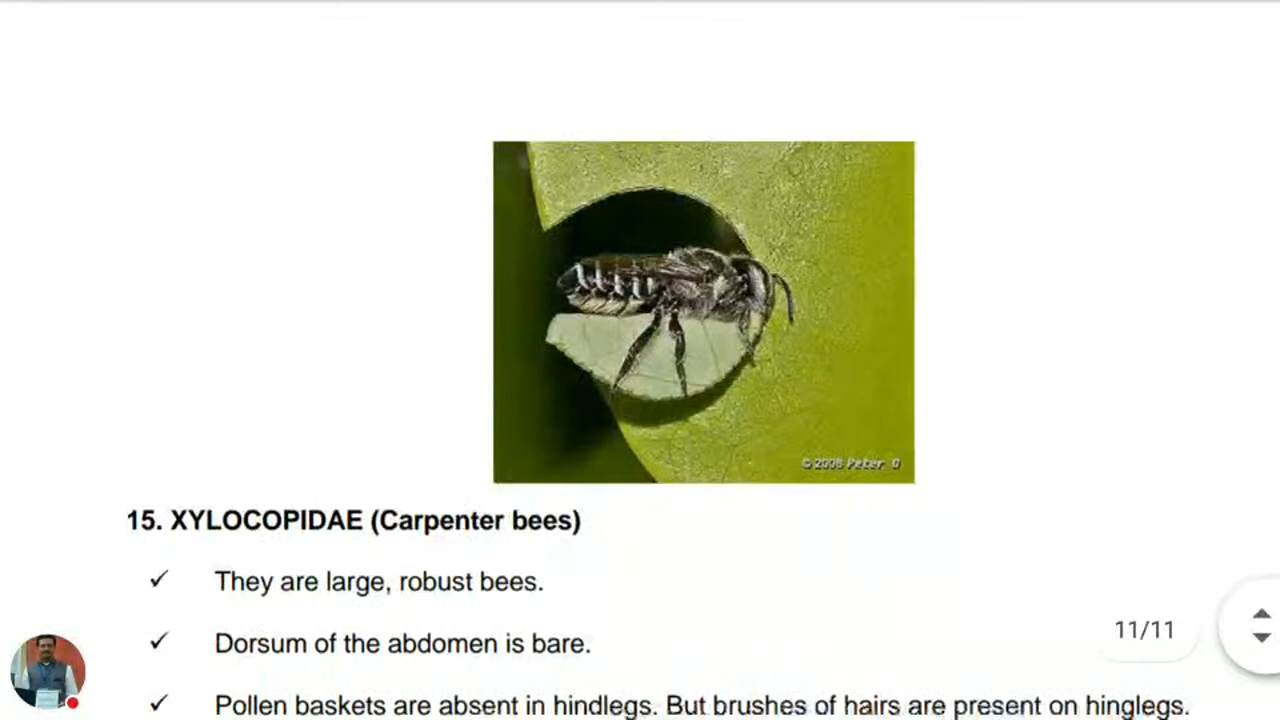 © 2008 Peter O
15. XYLOCOPIDAE (Carpenter bees)
✓ They are large, robust bees.
✓ Dorsum of the abdomen is bare.
11/11
✓ Pollen baskets are absent in hindlegs. But brushes of hairs are present on hinglegs.